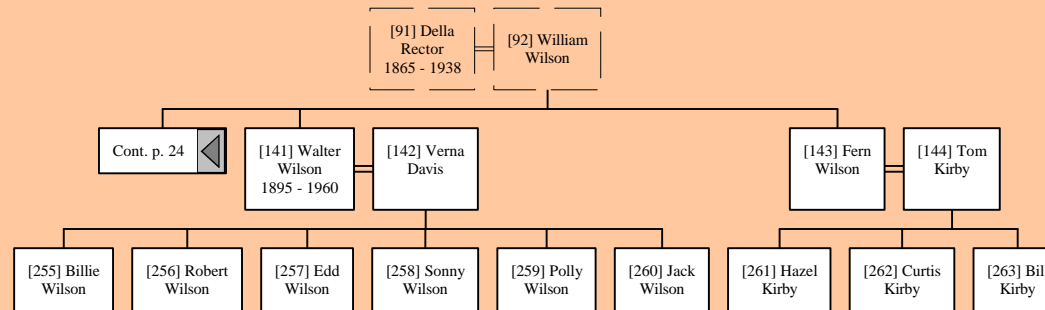 [91] Della
Rector
1865 - 1938
[92] William
Wilson
Cont. p. 24
[141] Walter
Wilson
1895 - 1960
[142] Verna
Davis
[143] Fern
Wilson
[144] Tom
Kirby
[255] Billie
Wilson
[256] Robert
Wilson
[257] Edd
Wilson
[258] Sonny
Wilson
[259] Polly
Wilson
[260] Jack
Wilson
[261] Hazel
Kirby
[262] Curtis
Kirby
[263] Bil
Kirby